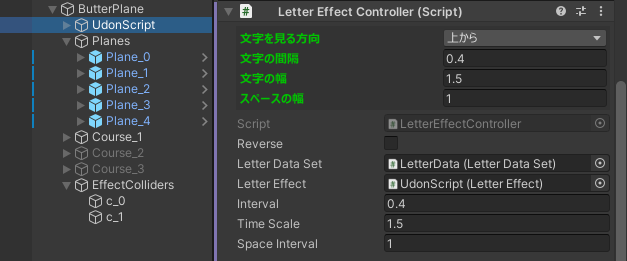 ButterPlane
UdonScript
Planes
Plane_0
Plane_1
Plane_2
Plane_3
Plane_4
Course_1
Course_2
Course_3
EffectColliders
c_0
c_1
Letter Effect Controller (Script)
文字を見る方向 上から
文字の間隔 0.4
文字の幅 1.5
スペースの幅 1
Script LetterEffectController
Reverse
Letter Data Set LetterData (Letter Data Set)
Letter Effect UdonScript (Letter Effect)
Interval 0.4
Time Scale 1.5
Space Interval 1